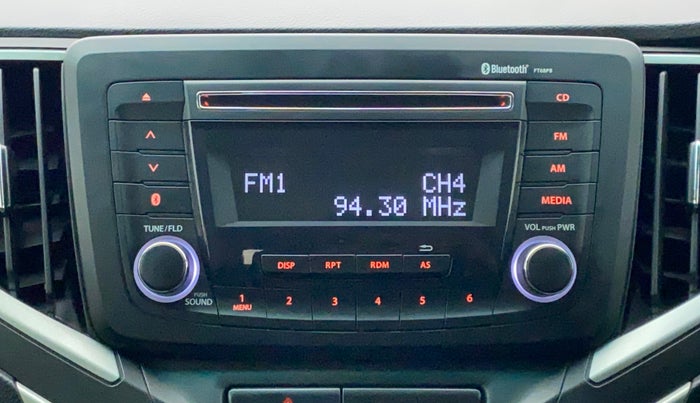 Bluetooth PT68P0
CD
FM
AM
MEDIA
FM1 CH4
94.30 MHz
TUNE/FLD
VOL PUSH PWR
DISP RPT RDM AS
PUSH
SOUND
1 2 3 4 5 6
MENU